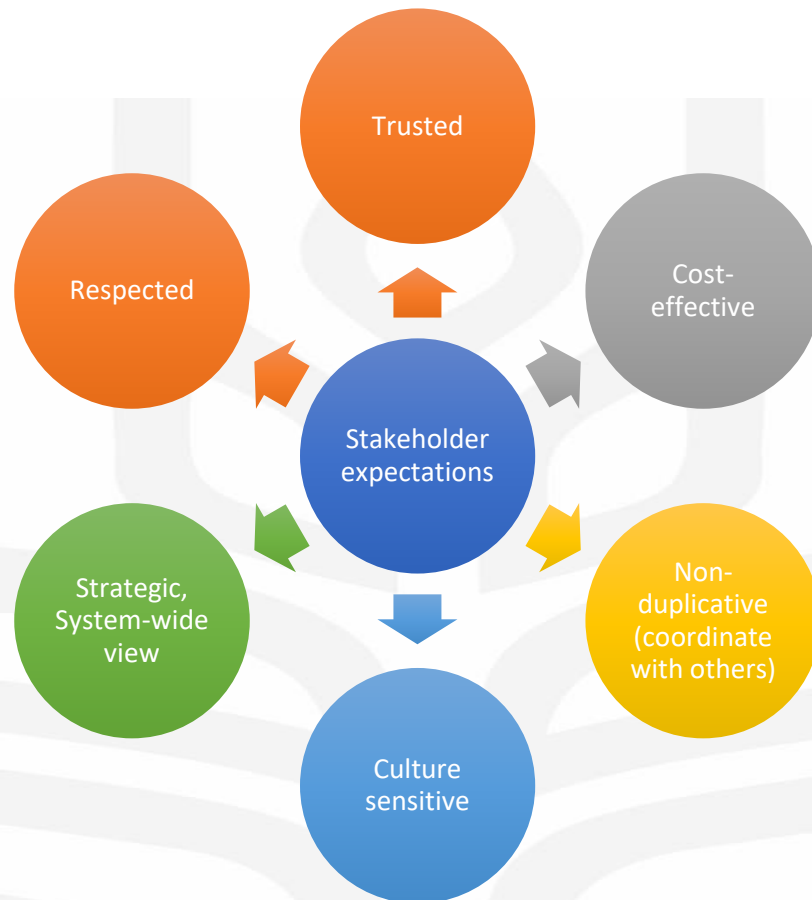 Trusted
Respected
Cost-
effective
Stakeholder
expectations
Strategic,
System-wide
view
Non-
duplicative
(coordinate
with others)
Culture
sensitive